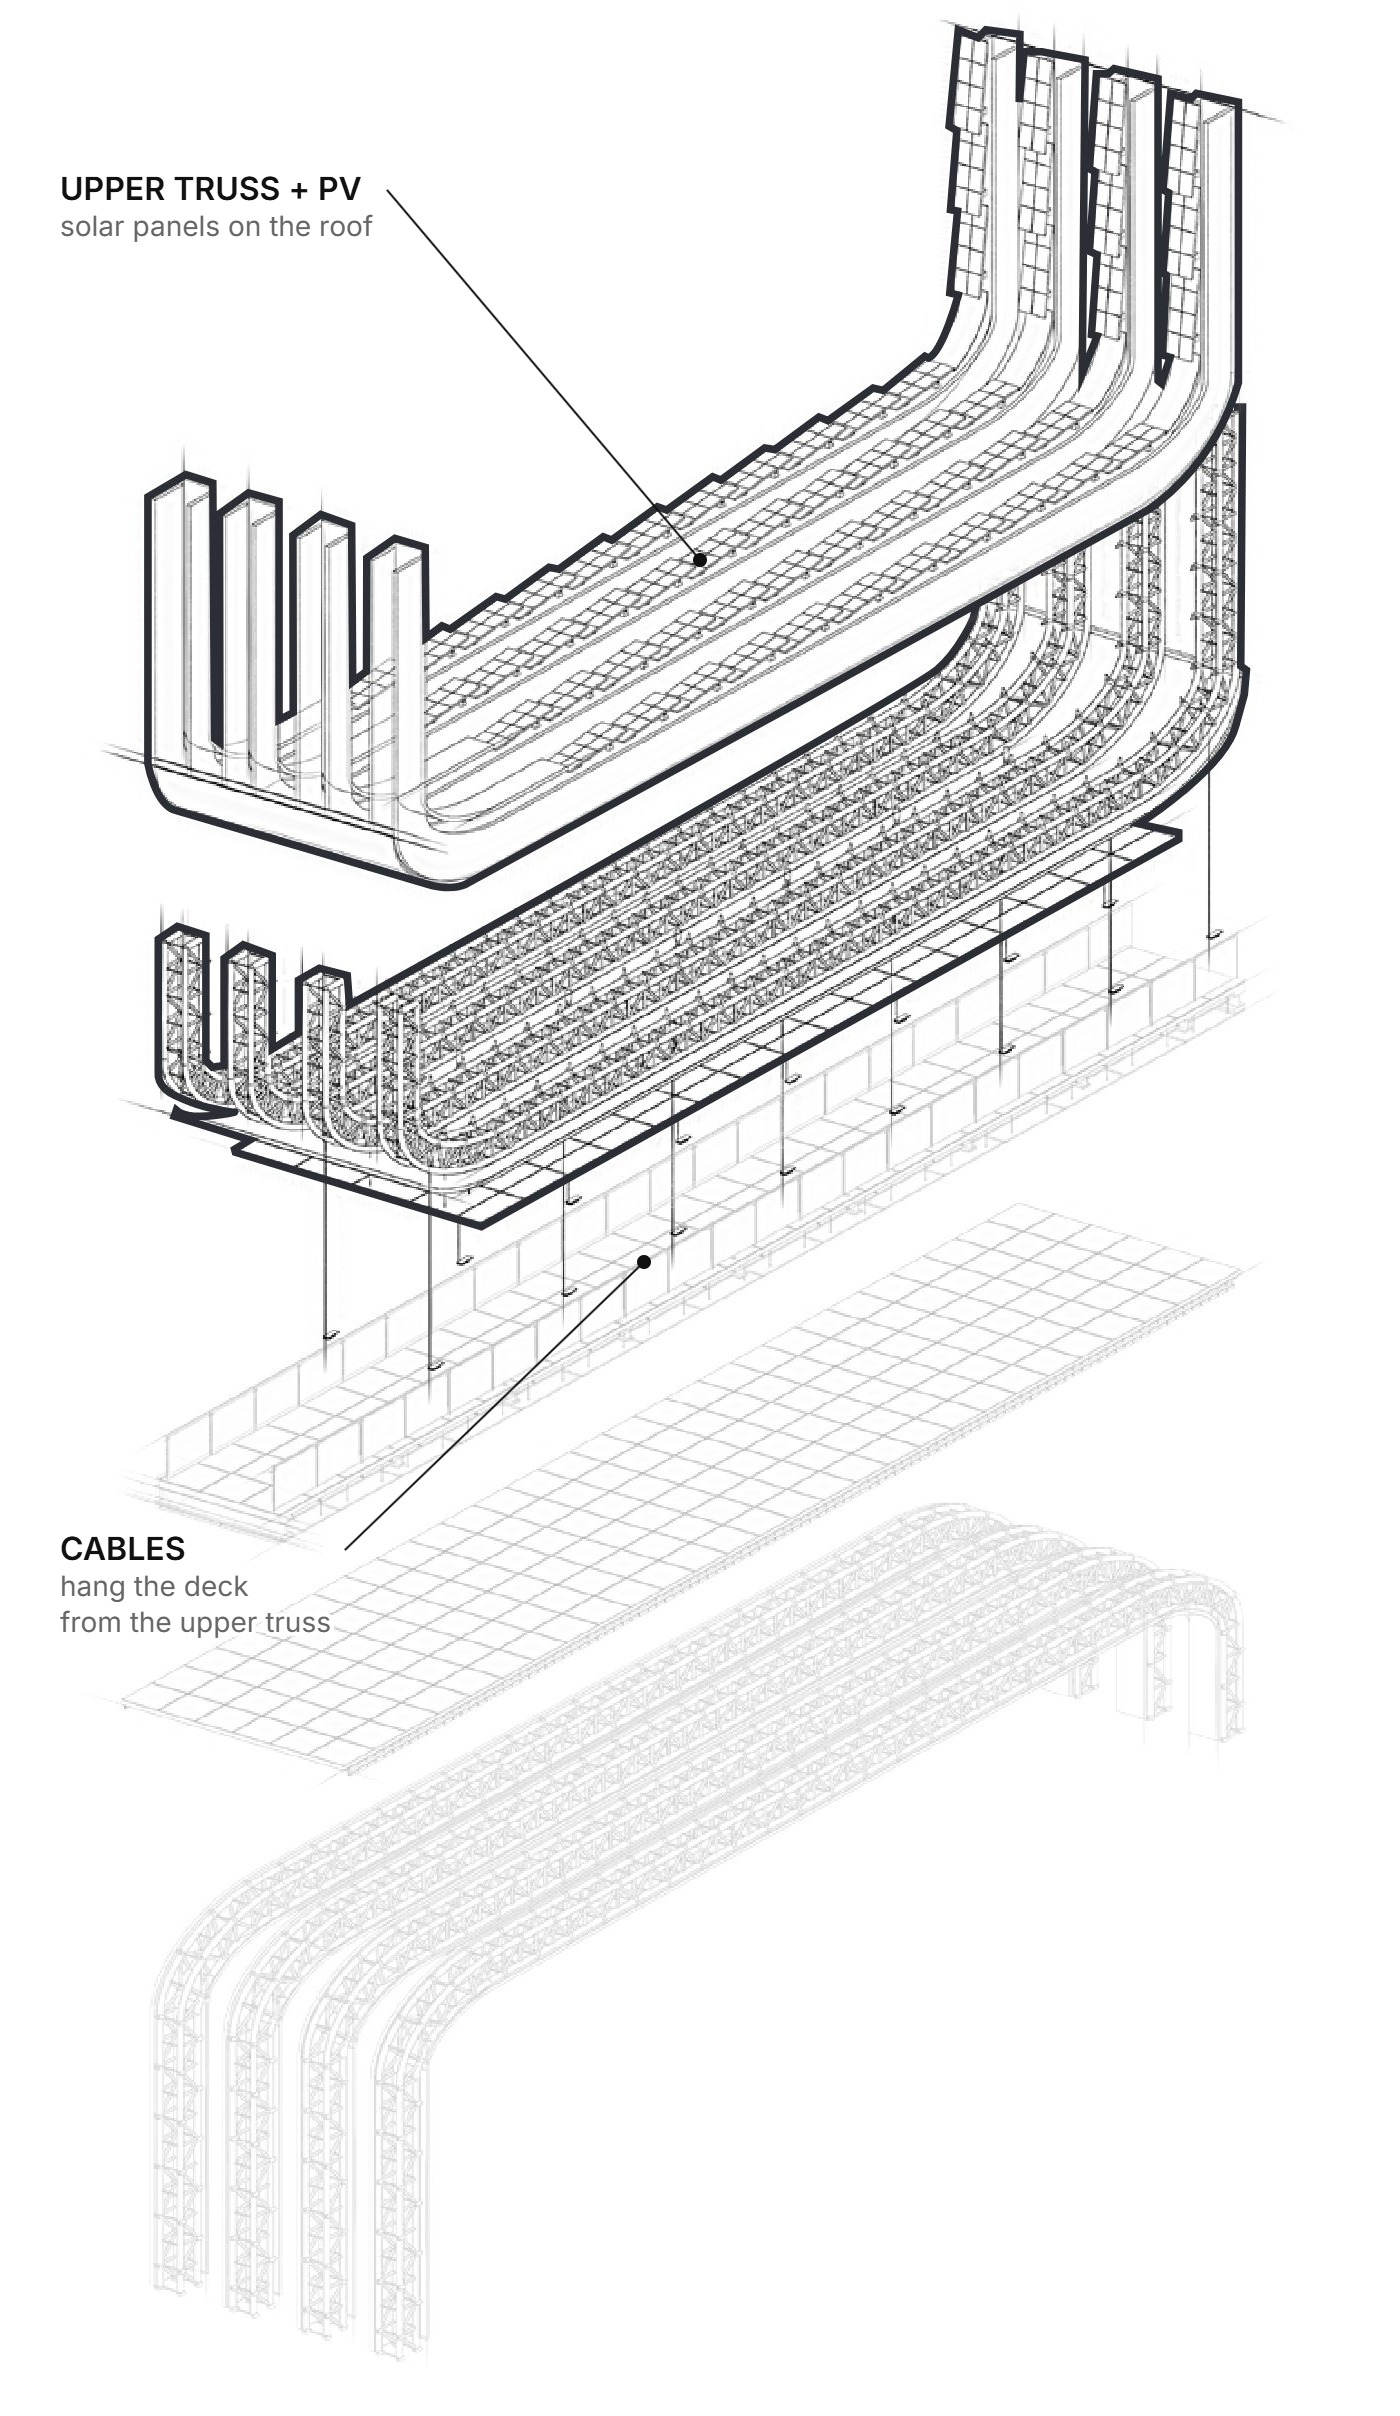 UPPER TRUSS + PV
solar panels on the roof
CABLES
hang the deck
from the upper truss